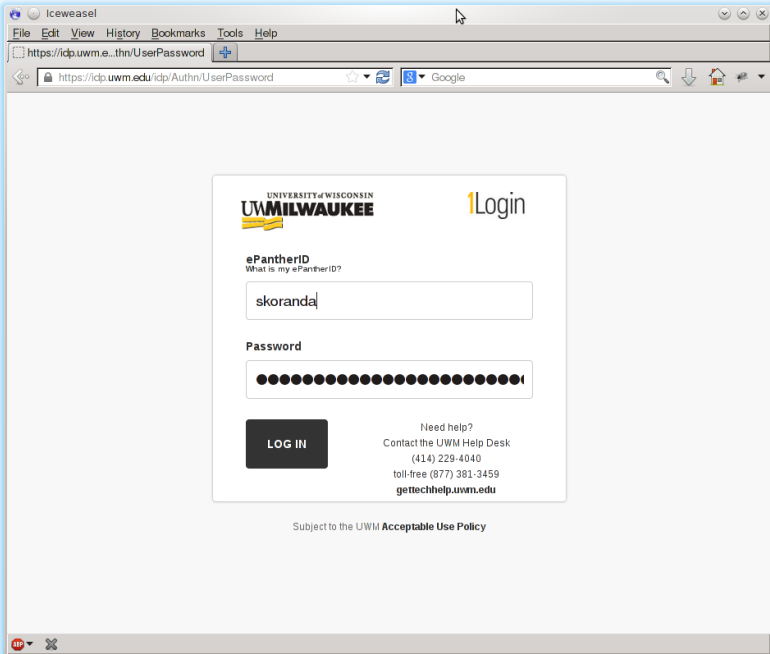 Iceweasel
File Edit View History Bookmarks Tools Help
https://idp.uwm.e...thn/UserPassword
https://idp.uwm.edu/idp/Authn/UserPassword
8
Google
UNIVERSITY of WISCONSIN
UWMILWAUKEE
1Login
ePantherID
What is my ePantherID?
skoranda
Password
LOG IN
Need help?
Contact the UWM Help Desk
(414) 229-4040
toll-free (877) 381-3459
gettechhelp.uwm.edu
Subject to the UWM Acceptable Use Policy
ABP